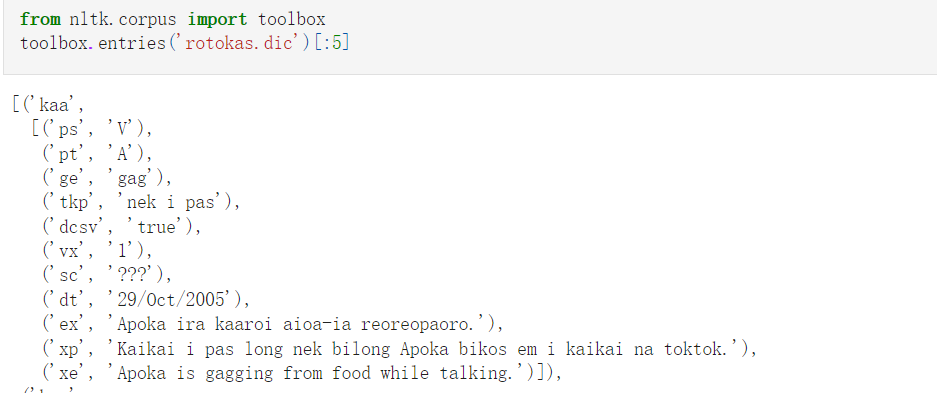 from nltk.corpus import toolbox
toolbox.entries('rotokas.dic')[:5]
[('kaa',
[('ps', 'V'),
('pt', 'A'),
('ge', 'gag'),
('tkp', 'nek i pas'),
('dcsv', 'true'),
('vx', '1'),
('sc', '???'),
('dt', '29/Oct/2005'),
('ex', 'Apoka ira kaaroi aioa-ia reoreopaoro.'),
('xp', 'Kaikai i pas long nek bilong Apoka bikos em i kaikai na toktok.'),
('xe', 'Apoka is gagging from food while talking.')]),